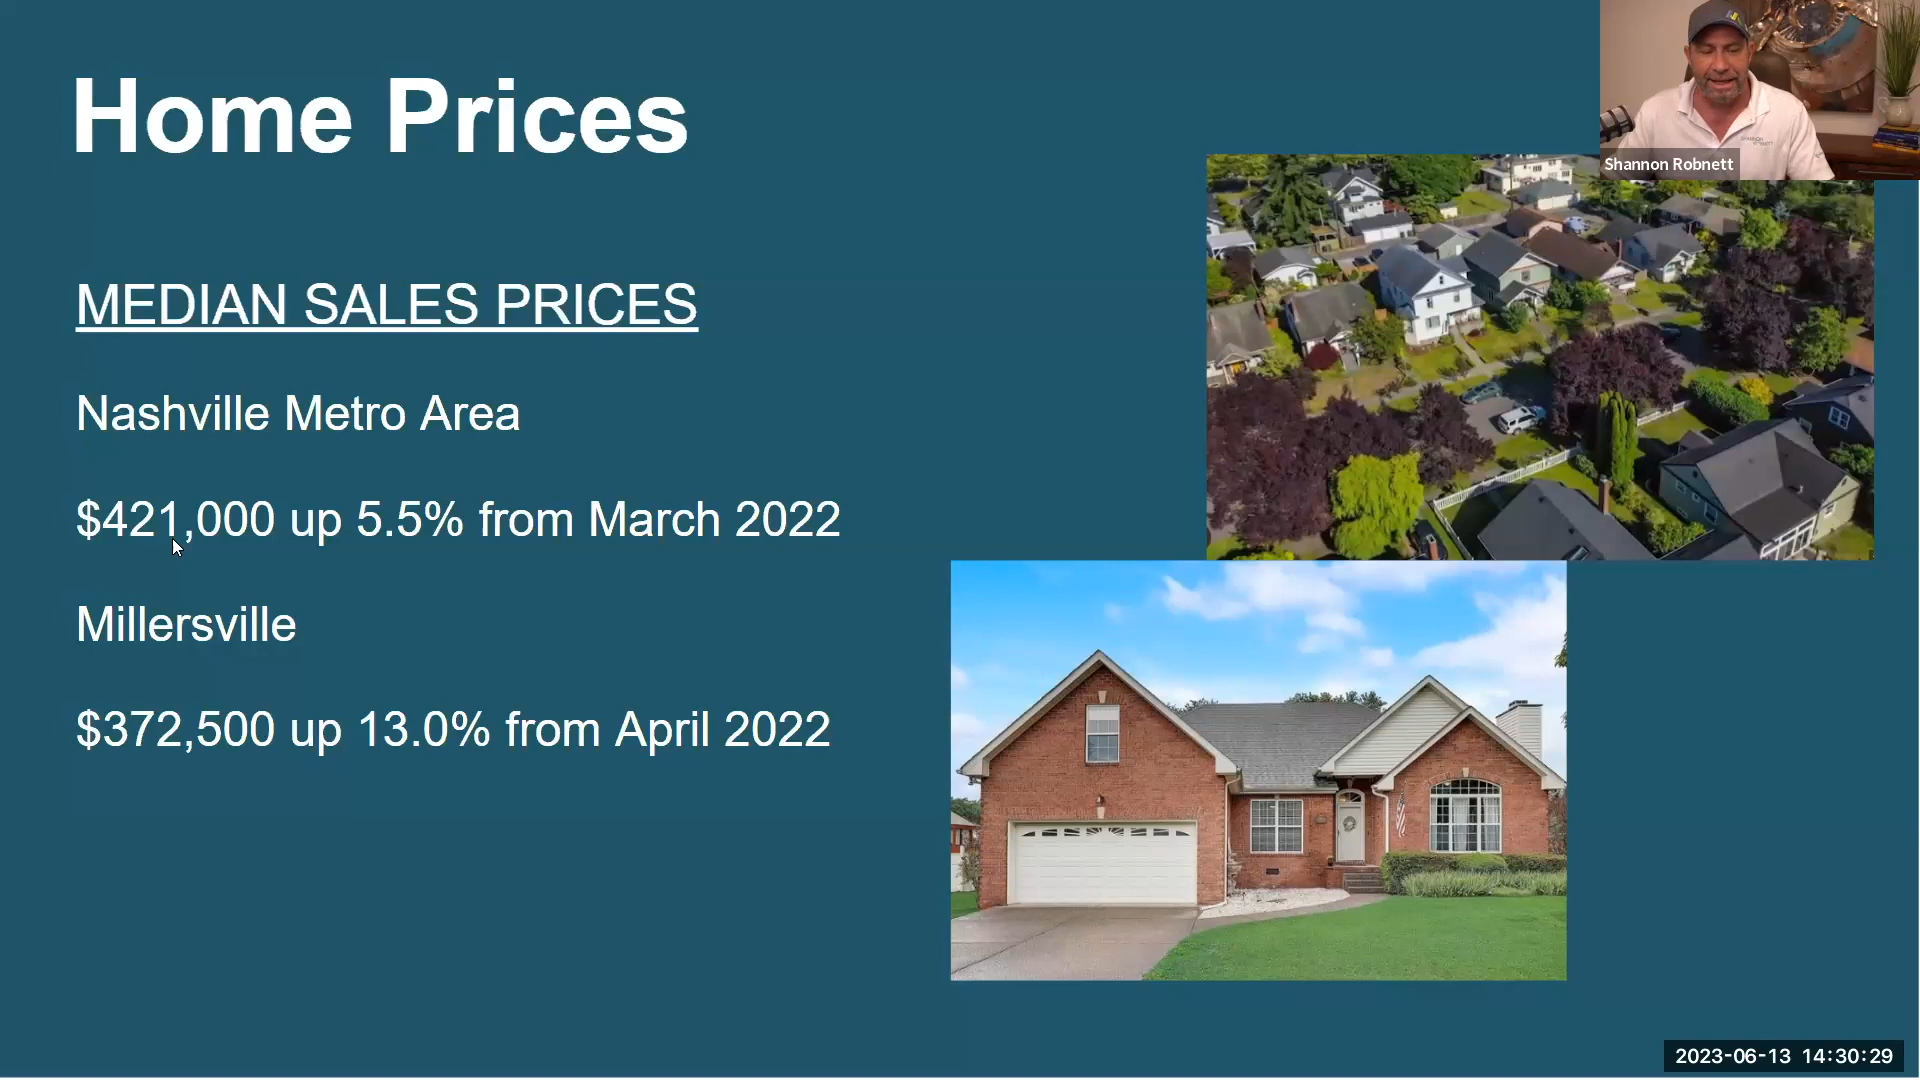 Home Prices
Shannon Robnett
MEDIAN SALES PRICES
Nashville Metro Area
$421,000 up 5.5% from March 2022
Millersville
$372,500 up 13.0% from April 2022
2023-06-13 14:30:29